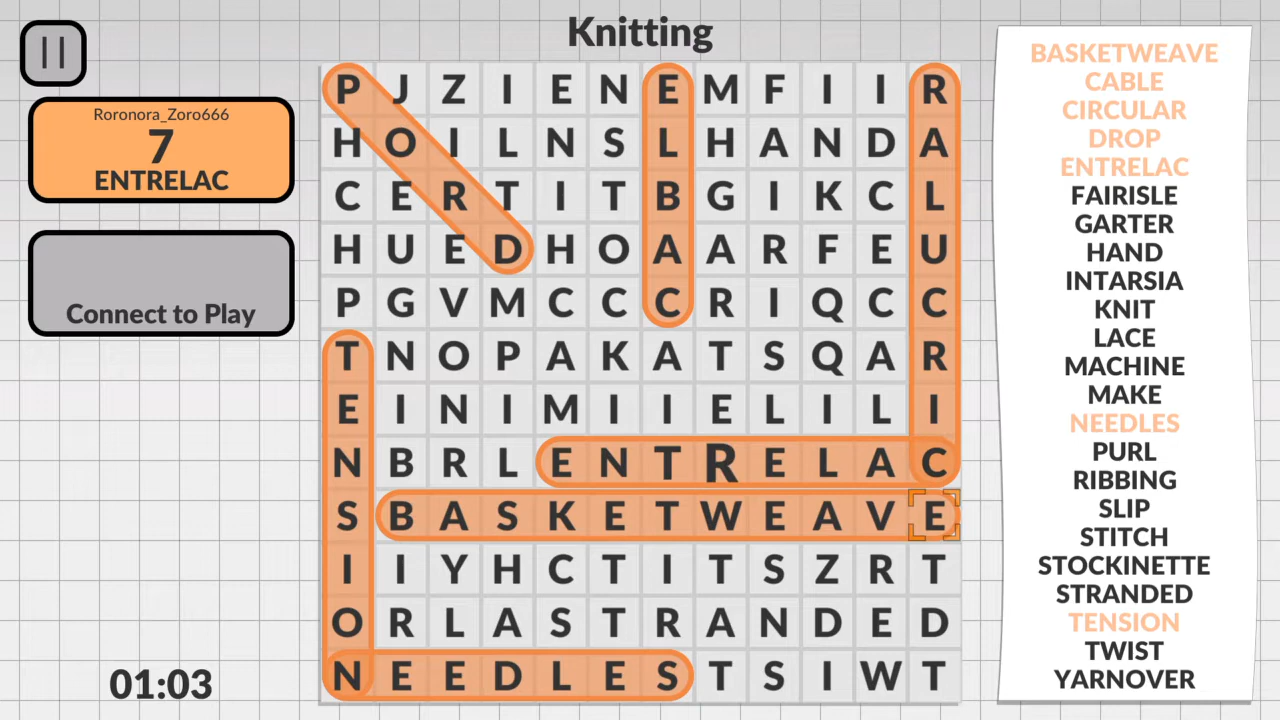 Knitting
Roronora_Zoro666
7
ENTRELAC
Connect to Play
01:03
P J Z I E N E M F I I R
H O I L N S L H A N D A
C E R T I T B G I K C L
H U E D H O A A R F E U
P G V M C C C R I Q C C
T N O P A K A T S Q A R
E I N I M I I E L I L I
N B R L E N T R E L A C
S B A S K E T W E A V E
I I Y H C T I T S Z R T
O R L A S T R A N D E D
N E E D L E S T S I W T
BASKETWEAVE
CABLE
CIRCULAR
DROP
ENTRELAC
FAIRISLE
GARTER
HAND
INTARSIA
KNIT
LACE
MACHINE
MAKE
NEEDLES
PURL
RIBBING
SLIP
STITCH
STOCKINETTE
STRANDED
TENSION
TWIST
YARNOVER